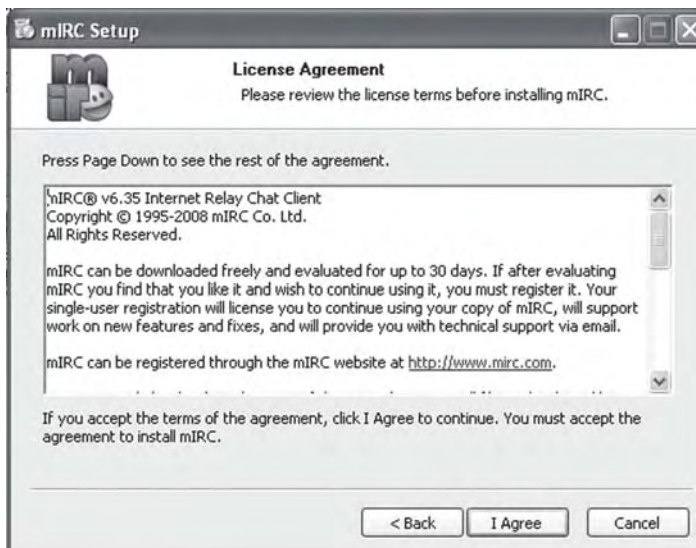 mIRC Setup
mIRC
License Agreement
Please review the license terms before installing mIRC.
Press Page Down to see the rest of the agreement.
mIRC® v6.35 Internet Relay Chat Client
Copyright © 1995-2008 mIRC Co. Ltd.
All Rights Reserved.
mIRC can be downloaded freely and evaluated for up to 30 days. If after evaluating
mIRC you find that you like it and wish to continue using it, you must register it. Your
single-user registration will license you to continue using your copy of mIRC, will support
work on new features and fixes, and will provide you with technical support via email.
mIRC can be registered through the mIRC website at http://www.mirc.com.
If you accept the terms of the agreement, click I Agree to continue. You must accept the
agreement to install mIRC.
< Back
I Agree
Cancel